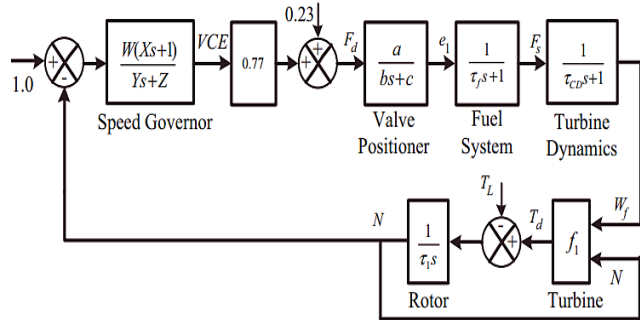 1.0
+
-
W(Xs+1)
Ys+Z
Speed Governor
VCE
0.77
0.23
+
+
F_d
a
bs+c
Valve
Positioner
e_1
1
τ_f s+1
Fuel
System
F_s
1
τ_CD s+1
Turbine
Dynamics
W_f
N
f_1
Turbine
T_d
T_L
-
+
1
τ_1 s
Rotor
N